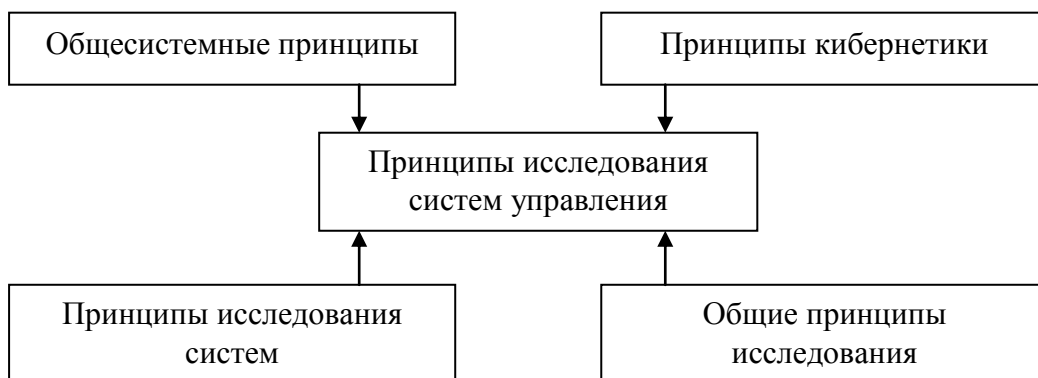 Общесистемные принципы
Принципы кибернетики
Принципы исследования
систем управления
Принципы исследования
систем
Общие принципы
исследования